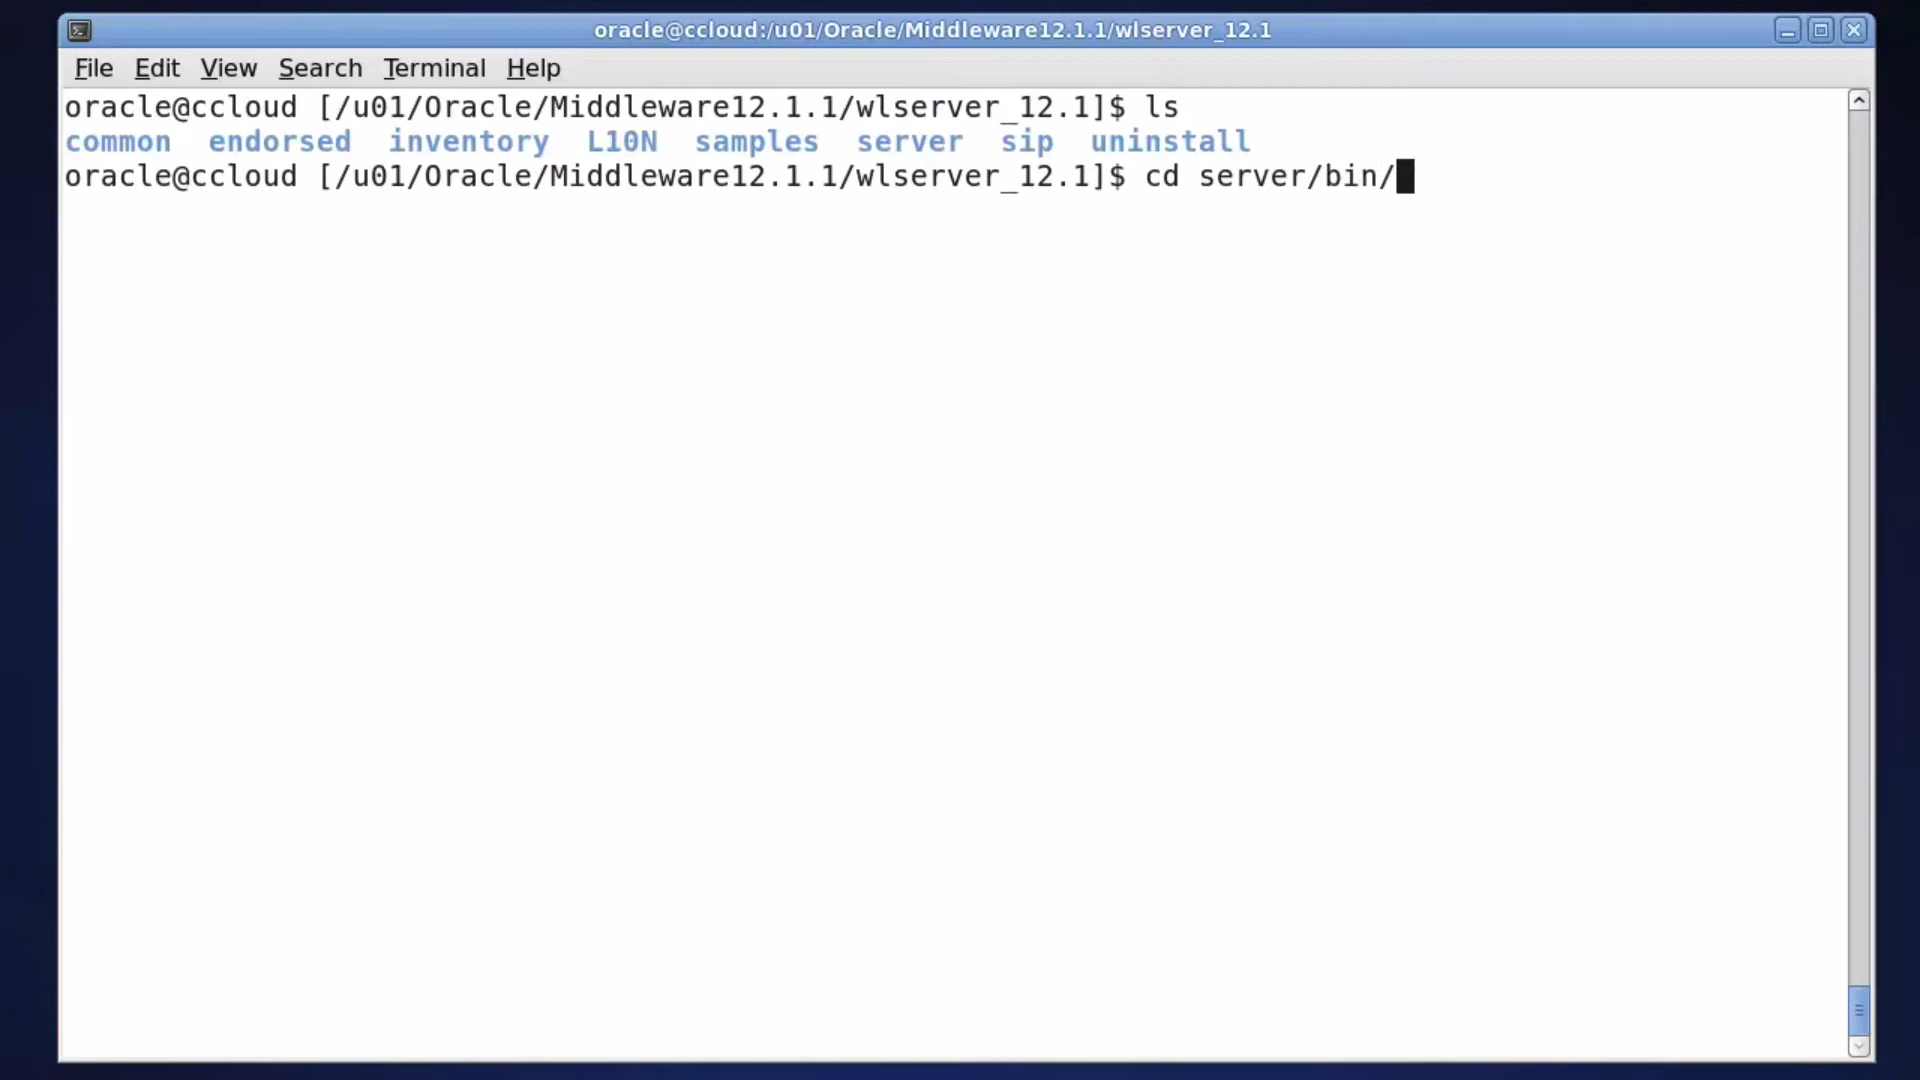 oracle@ccloud:/u01/Oracle/Middleware12.1.1/wlserver_12.1
File Edit View Search Terminal Help
oracle@ccloud [/u01/Oracle/Middleware12.1.1/wlserver_12.1]$ ls
common endorsed inventory L10N samples server sip uninstall
oracle@ccloud [/u01/Oracle/Middleware12.1.1/wlserver_12.1]$ cd server/bin/